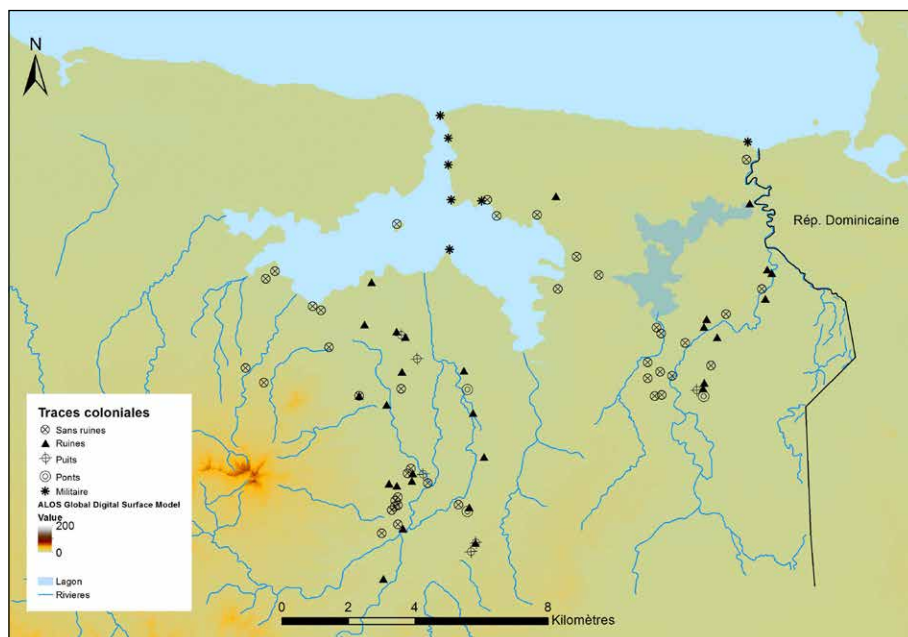 N
Rép. Dominicaine
Traces coloniales
Sans ruines
Ruines
Puits
Ponts
Militaire
ALOS Global Digital Surface Model
Value
200
0
Lagon
Rivieres
0 2 4 6 8
Kilomètres